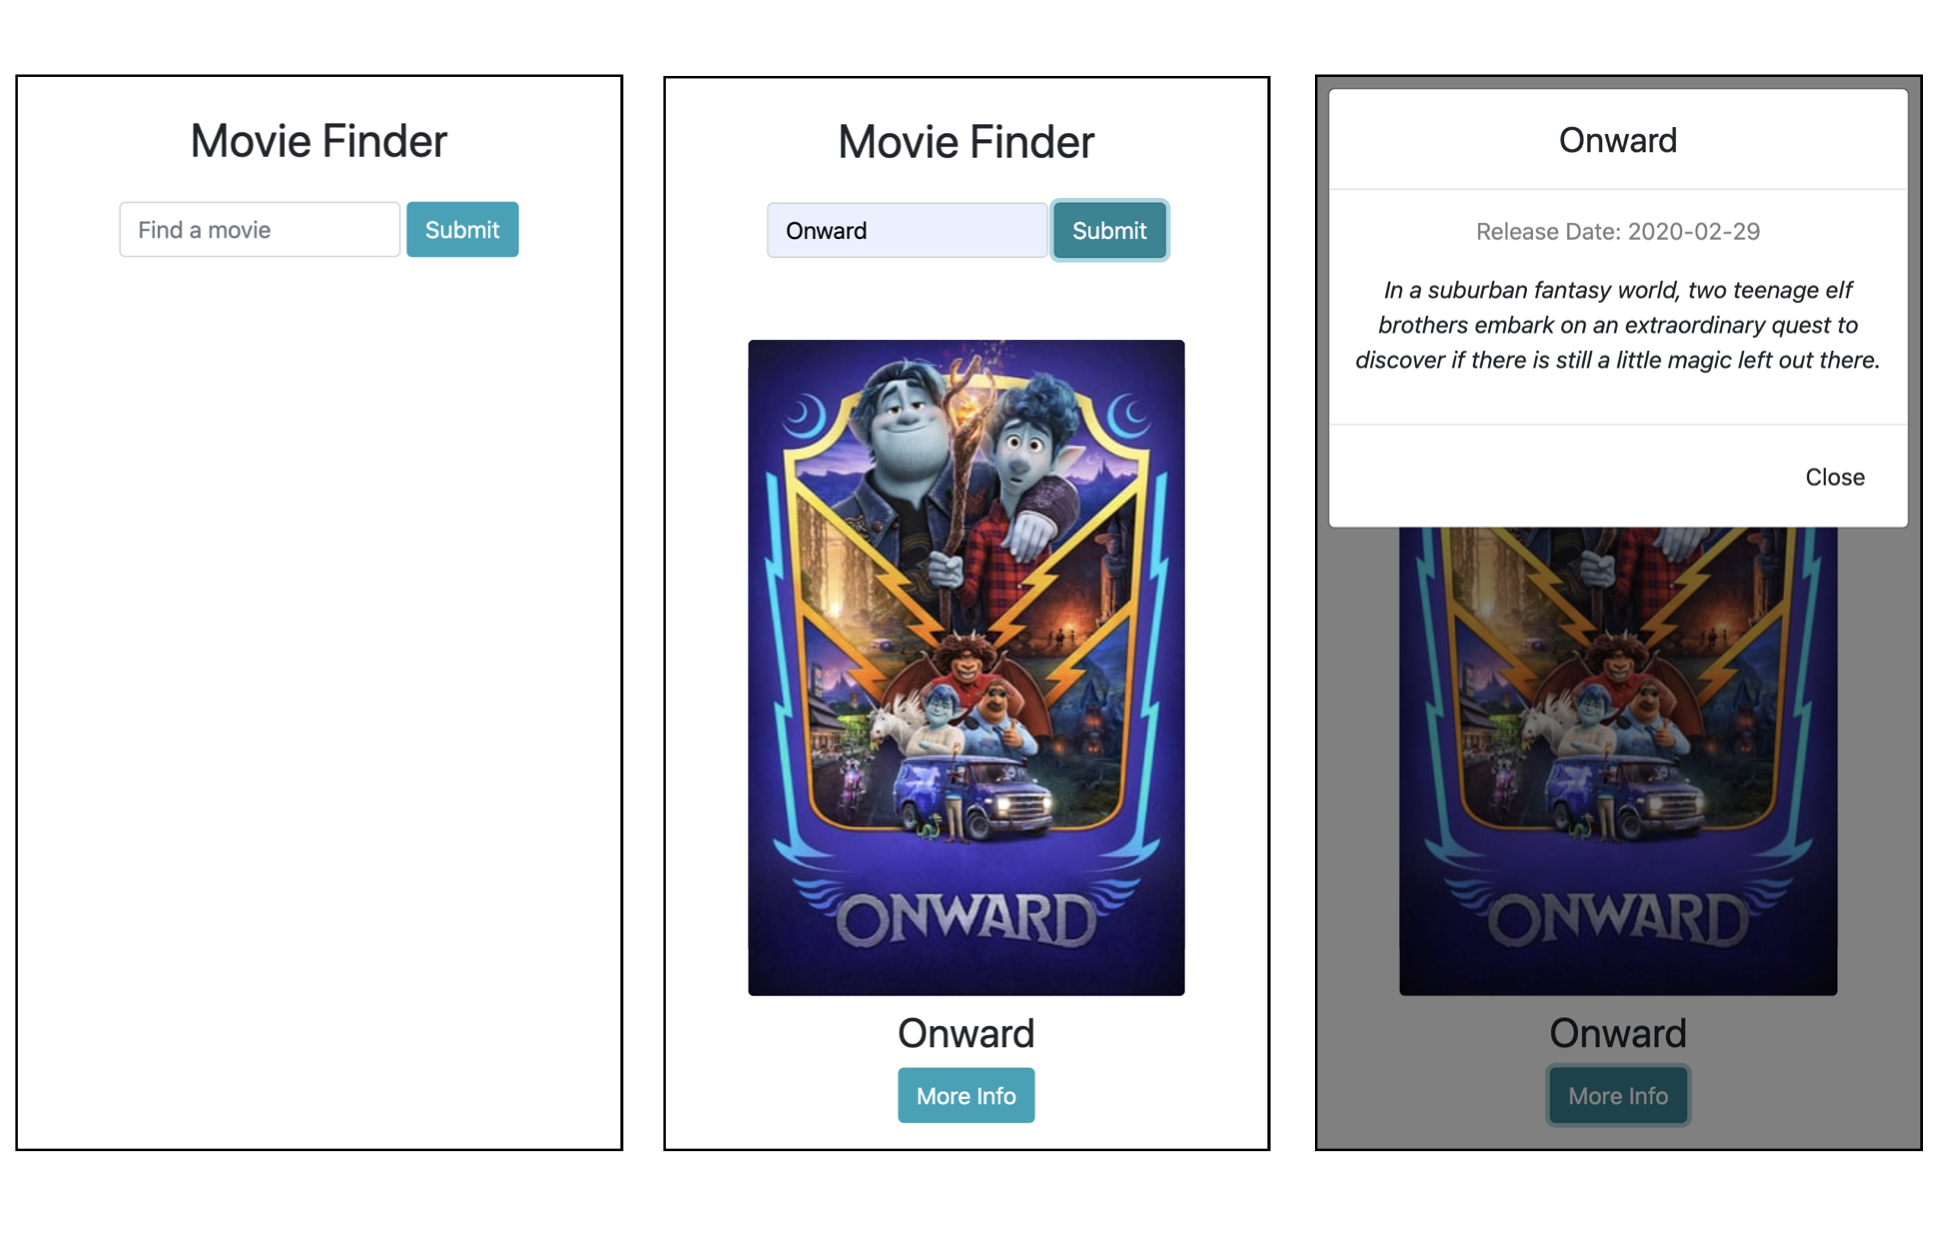 Movie Finder
Find a movie
Submit
Movie Finder
Onward
Submit
ONWARD
Onward
More Info
Onward
Release Date: 2020-02-29
In a suburban fantasy world, two teenage elf
brothers embark on an extraordinary quest to
discover if there is still a little magic left out there.
Close
ONWARD
Onward
More Info